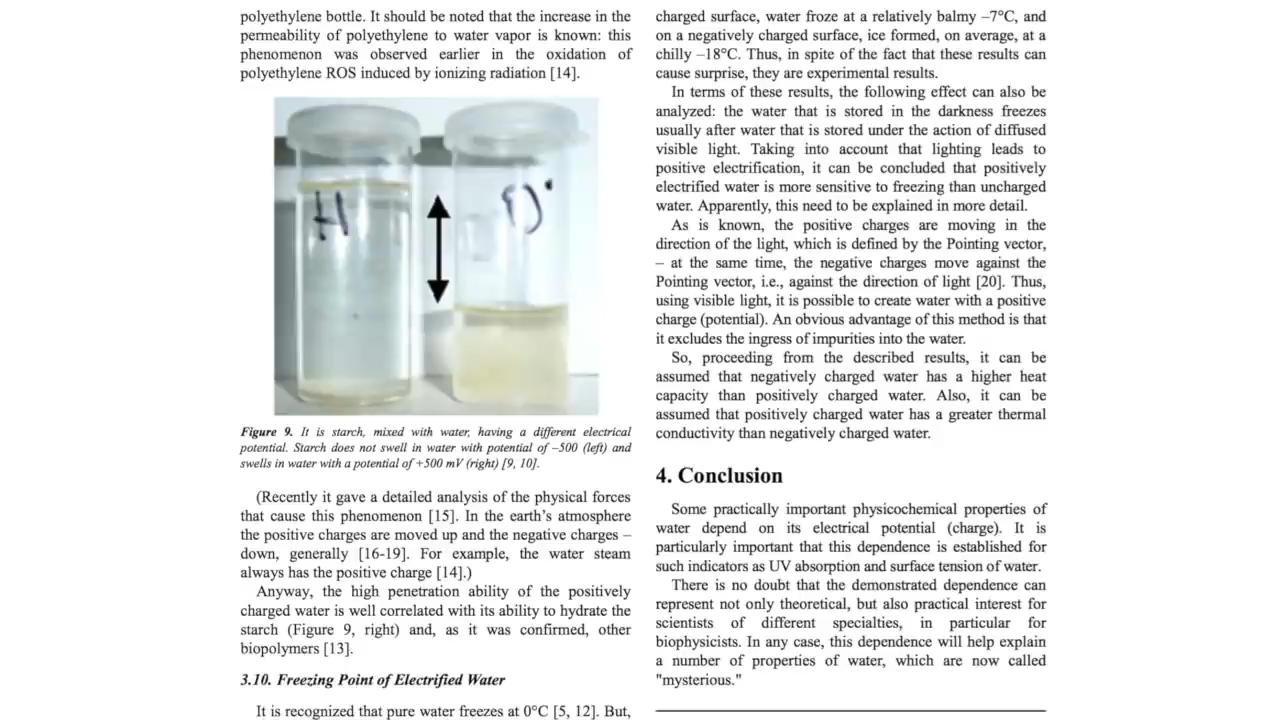 polyethylene bottle. It should be noted that the increase in the
permeability of polyethylene to water vapor is known: this
phenomenon was observed earlier in the oxidation of
polyethylene ROS induced by ionizing radiation [14].
H
Figure 9. It is starch, mixed with water, having a different electrical
potential. Starch does not swell in water with potential of –500 (left) and
swells in water with a potential of +500 mV (right) [9, 10].
(Recently it gave a detailed analysis of the physical forces
that cause this phenomenon [15]. In the earth's atmosphere
the positive charges are moved up and the negative charges –
down, generally [16-19]. For example, the water steam
always has the positive charge [14].)
Anyway, the high penetration ability of the positively
charged water is well correlated with its ability to hydrate the
starch (Figure 9, right) and, as it was confirmed, other
biopolymers [13].
3.10. Freezing Point of Electrified Water
It is recognized that pure water freezes at 0°C [5, 12]. But,
charged surface, water froze at a relatively balmy –7°C, and
on a negatively charged surface, ice formed, on average, at a
chilly –18°C. Thus, in spite of the fact that these results can
cause surprise, they are experimental results.
In terms of these results, the following effect can also be
analyzed: the water that is stored in the darkness freezes
usually after water that is stored under the action of diffused
visible light. Taking into account that lighting leads to
positive electrification, it can be concluded that positively
electrified water is more sensitive to freezing than uncharged
water. Apparently, this need to be explained in more detail.
As is known, the positive charges are moving in the
direction of the light, which is defined by the Pointing vector,
– at the same time, the negative charges move against the
Pointing vector, i.e., against the direction of light [20]. Thus,
using visible light, it is possible to create water with a positive
charge (potential). An obvious advantage of this method is that
it excludes the ingress of impurities into the water.
So, proceeding from the described results, it can be
assumed that negatively charged water has a higher heat
capacity than positively charged water. Also, it can be
assumed that positively charged water has a greater thermal
conductivity than negatively charged water.
4. Conclusion
Some practically important physicochemical properties of
water depend on its electrical potential (charge). It is
particularly important that this dependence is established for
such indicators as UV absorption and surface tension of water.
There is no doubt that the demonstrated dependence can
represent not only theoretical, but also practical interest for
scientists of different specialties, in particular for
biophysicists. In any case, this dependence will help explain
a number of properties of water, which are now called
"mysterious."